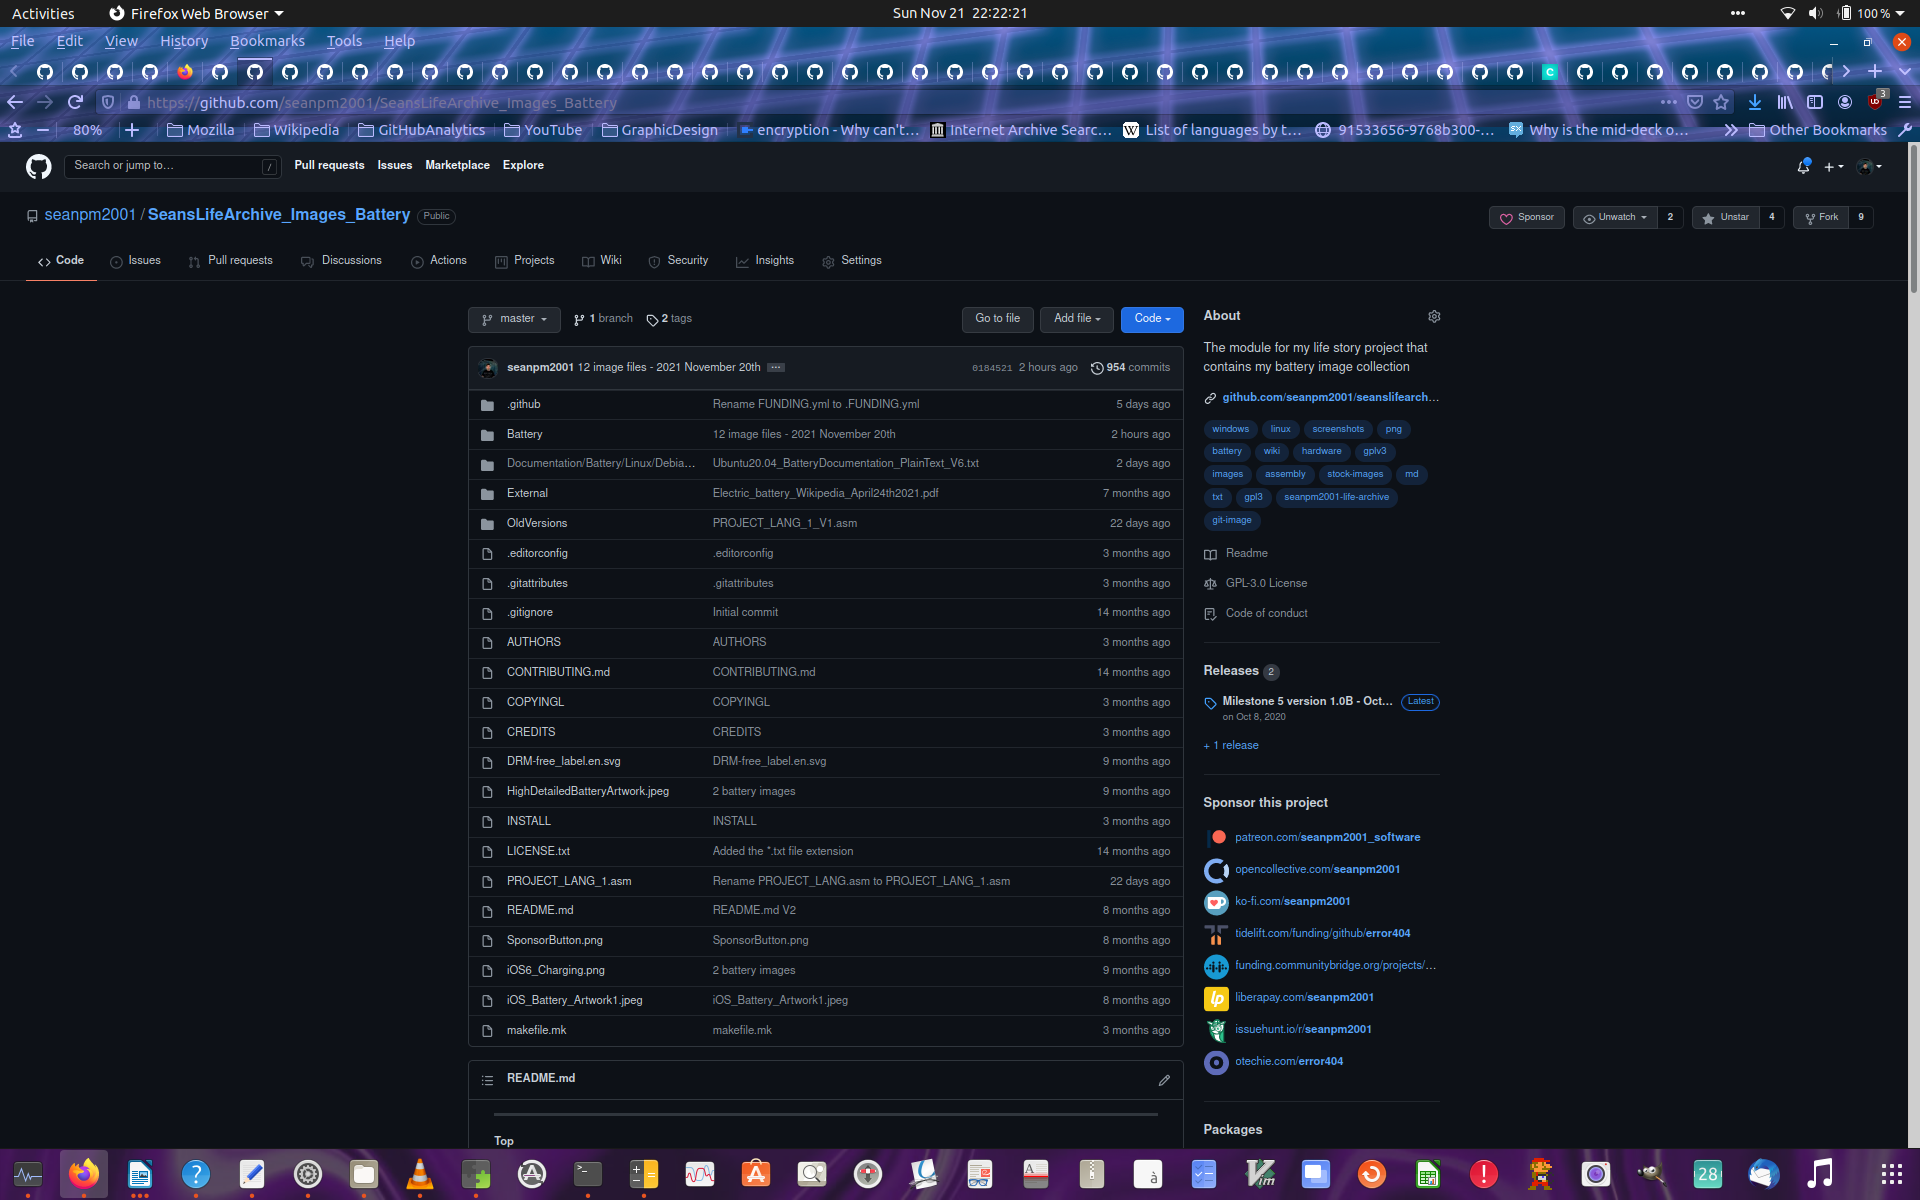 Activities Firefox Web Browser Sun Nov 21 22:22:21 100 %
File Edit View History Bookmarks Tools Help
https://github.com/seanpm2001/SeansLifeArchive_Images_Battery 3
80% Mozilla Wikipedia GitHubAnalytics YouTube GraphicDesign encryption - Why can't… Internet Archive Searc… List of languages by t… 91533656-9768b300-… Why is the mid-deck o… Other Bookmarks
Search or jump to… / Pull requests Issues Marketplace Explore
seanpm2001 / SeansLifeArchive_Images_Battery Public Sponsor Unwatch 2 Unstar 4 Fork 9
Code Issues Pull requests Discussions Actions Projects Wiki Security Insights Settings
master 1 branch 2 tags Go to file Add file Code
seanpm2001 12 image files - 2021 November 20th … 0184521 2 hours ago 954 commits
.github Rename FUNDING.yml to .FUNDING.yml 5 days ago
Battery 12 image files - 2021 November 20th 2 hours ago
Documentation/Battery/Linux/Debia… Ubuntu20.04_BatteryDocumentation_PlainText_V6.txt 2 days ago
External Electric_battery_Wikipedia_April24th2021.pdf 7 months ago
OldVersions PROJECT_LANG_1_V1.asm 22 days ago
.editorconfig .editorconfig 3 months ago
.gitattributes .gitattributes 3 months ago
.gitignore Initial commit 14 months ago
AUTHORS AUTHORS 3 months ago
CONTRIBUTING.md CONTRIBUTING.md 14 months ago
COPYINGL COPYINGL 3 months ago
CREDITS CREDITS 3 months ago
DRM-free_label.en.svg DRM-free_label.en.svg 9 months ago
HighDetailedBatteryArtwork.jpeg 2 battery images 9 months ago
INSTALL INSTALL 3 months ago
LICENSE.txt Added the *.txt file extension 14 months ago
PROJECT_LANG_1.asm Rename PROJECT_LANG.asm to PROJECT_LANG_1.asm 22 days ago
README.md README.md V2 8 months ago
SponsorButton.png SponsorButton.png 8 months ago
iOS6_Charging.png 2 battery images 9 months ago
iOS_Battery_Artwork1.jpeg iOS_Battery_Artwork1.jpeg 8 months ago
makefile.mk makefile.mk 3 months ago
README.md
Top
About
The module for my life story project that
contains my battery image collection
github.com/seanpm2001/seanslifearch…
windows linux screenshots png
battery wiki hardware gplv3
images assembly stock-images md
txt gpl3 seanpm2001-life-archive
git-image
Readme
GPL-3.0 License
Code of conduct
Releases 2
Milestone 5 version 1.0B - Oct… Latest
on Oct 8, 2020
+ 1 release
Sponsor this project
patreon.com/seanpm2001_software
opencollective.com/seanpm2001
ko-fi.com/seanpm2001
tidelift.com/funding/github/error404
funding.communitybridge.org/projects/…
liberapay.com/seanpm2001
issuehunt.io/r/seanpm2001
otechie.com/error404
Packages
28